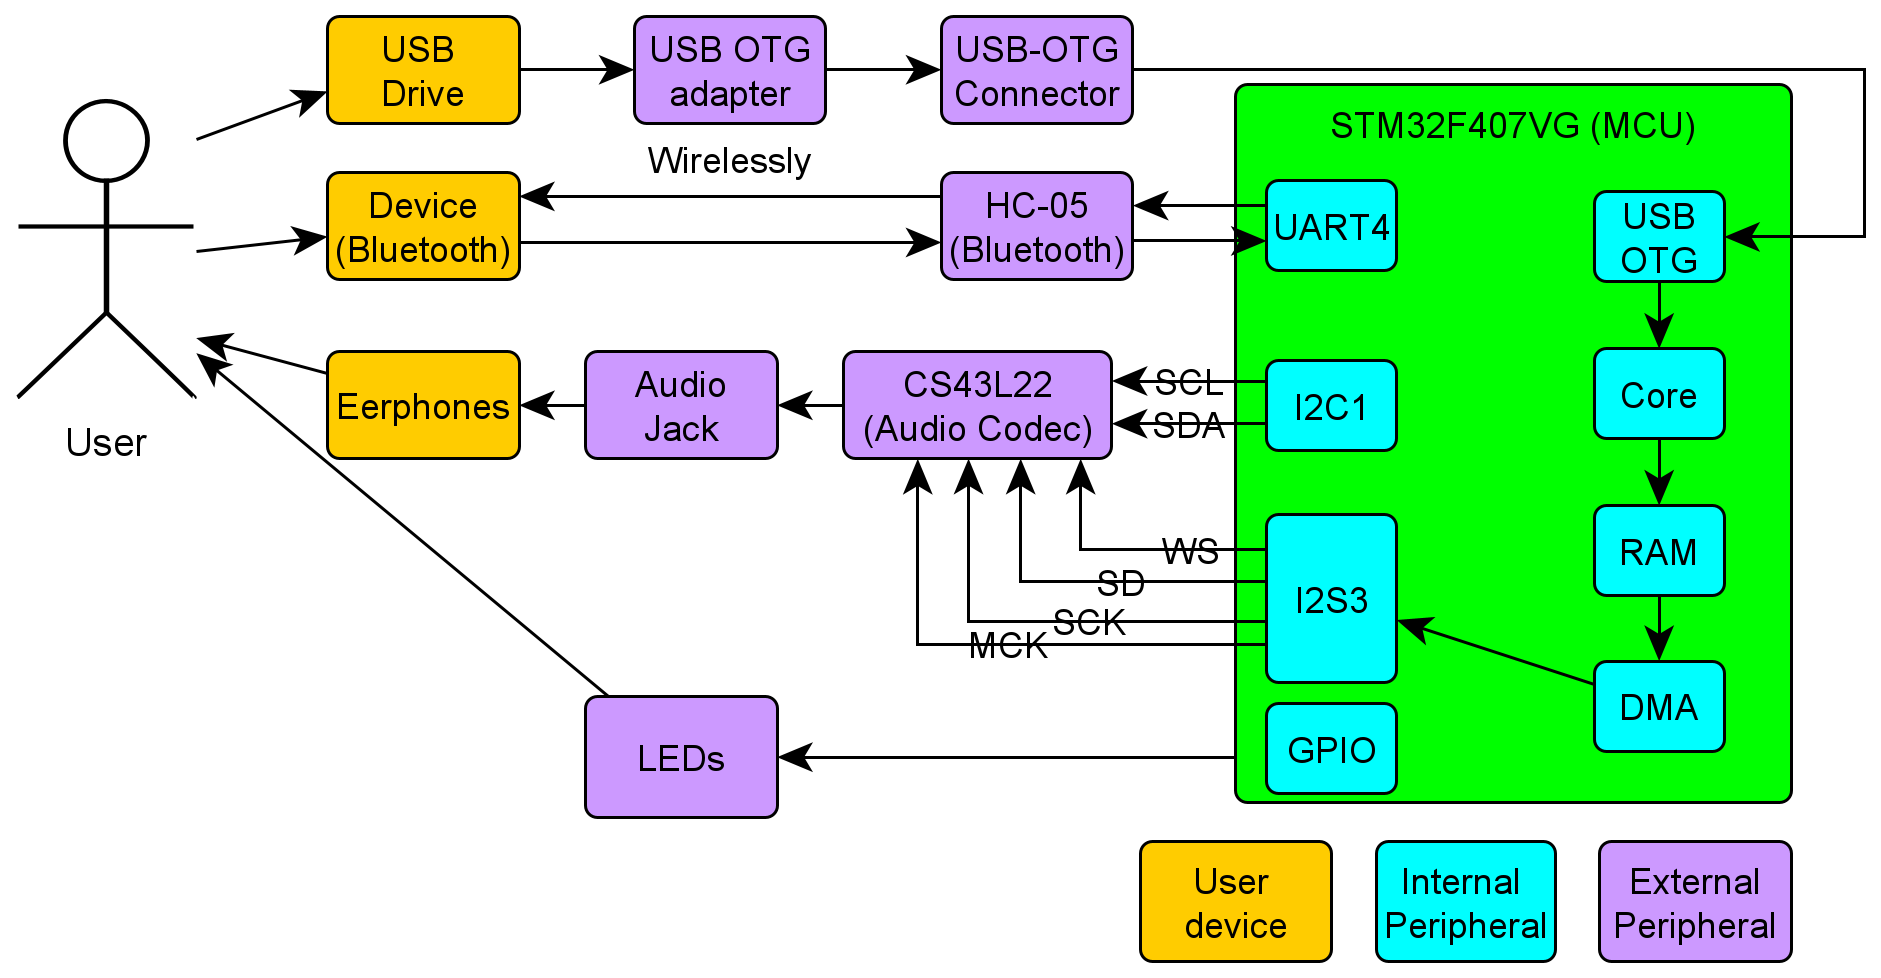 USB
Drive
USB OTG
adapter
USB-OTG
Connector
STM32F407VG (MCU)
Wirelessly
Device
(Bluetooth)
HC-05
(Bluetooth)
UART4
USB
OTG
User
Eerphones
Audio
Jack
CS43L22
(Audio Codec)
SCL
SDA
I2C1
Core
WS
SD
SCK
MCK
I2S3
RAM
DMA
LEDs
GPIO
User
device
Internal
Peripheral
External
Peripheral